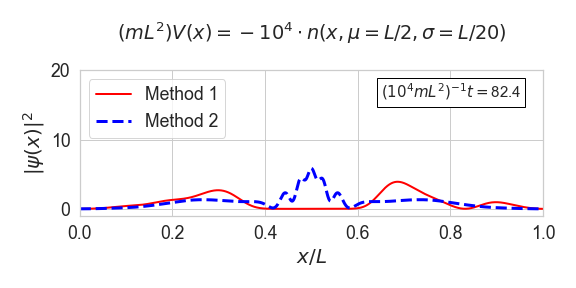 (mL²)V(x) = −10⁴ · n(x, μ = L/2, σ = L/20)
20
10
0
|ψ(x)|²
Method 1
Method 2
(10⁴mL²)⁻¹t = 82.4
0.0 0.2 0.4 0.6 0.8 1.0
x/L